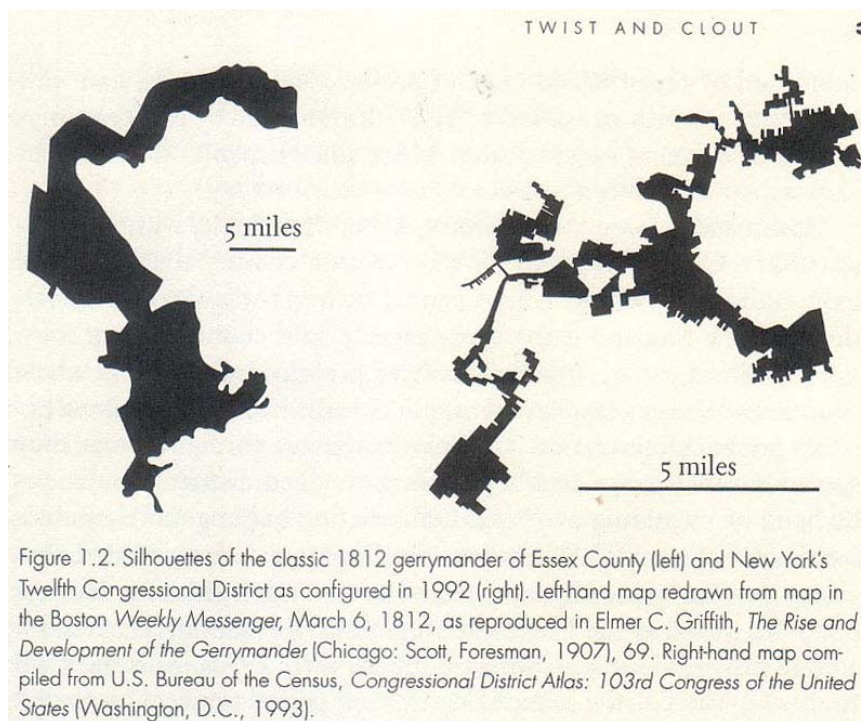 TWIST AND CLOUT
5 miles
5 miles
Figure 1.2. Silhouettes of the classic 1812 gerrymander of Essex County (left) and New York's
Twelfth Congressional District as configured in 1992 (right). Left-hand map redrawn from map in
the Boston Weekly Messenger, March 6, 1812, as reproduced in Elmer C. Griffith, The Rise and
Development of the Gerrymander (Chicago: Scott, Foresman, 1907), 69. Right-hand map com-
piled from U.S. Bureau of the Census, Congressional District Atlas: 103rd Congress of the United
States (Washington, D.C., 1993).